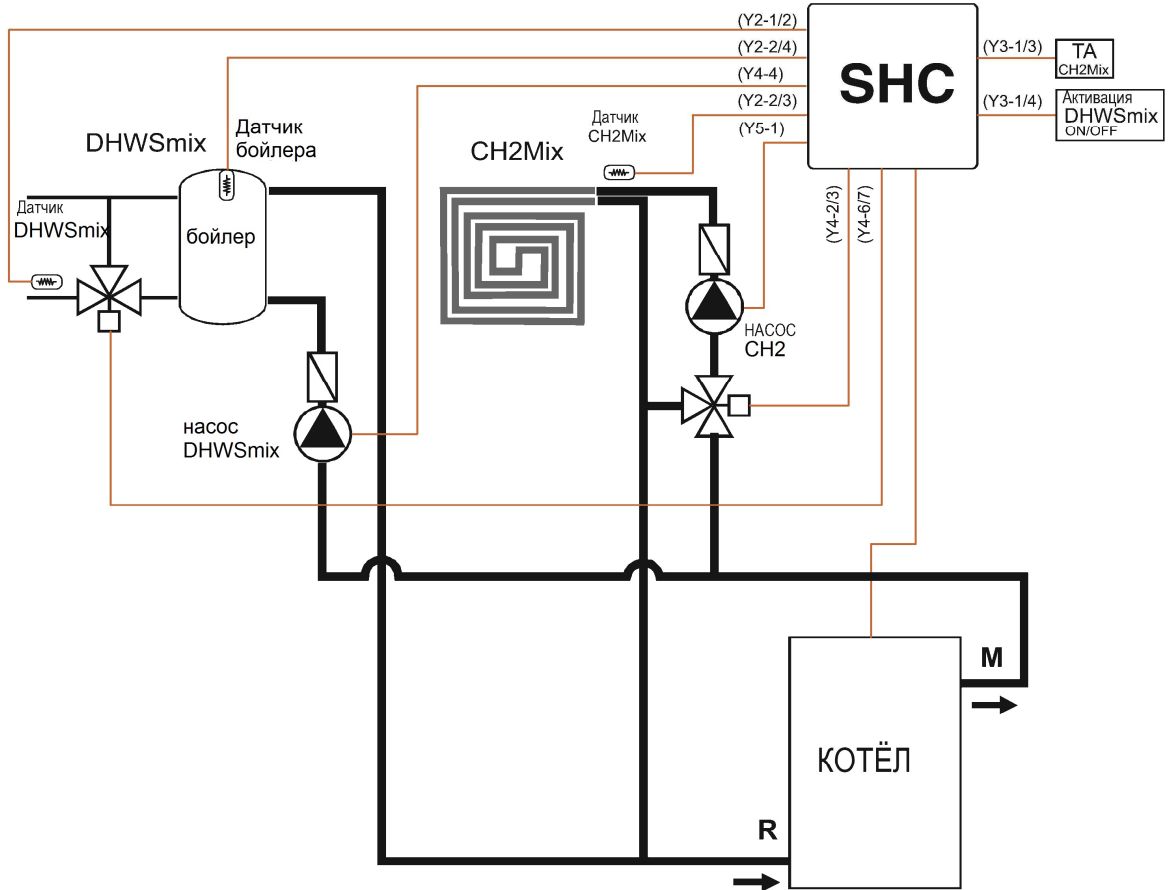 (Y2-1/2)
(Y2-2/4)
(Y4-4)
(Y2-2/3)
(Y5-1)
SHC
(Y3-1/3)
TA
CH2Mix
(Y3-1/4)
Активация
DHWSmix
ON/OFF
DHWSmix
Датчик
бойлера
CH2Mix
Датчик
CH2Mix
(Y4-2/3)
(Y4-6/7)
Датчик
DHWSmix
бойлер
НАСОС
CH2
насос
DHWSmix
M
КОТЁЛ
R